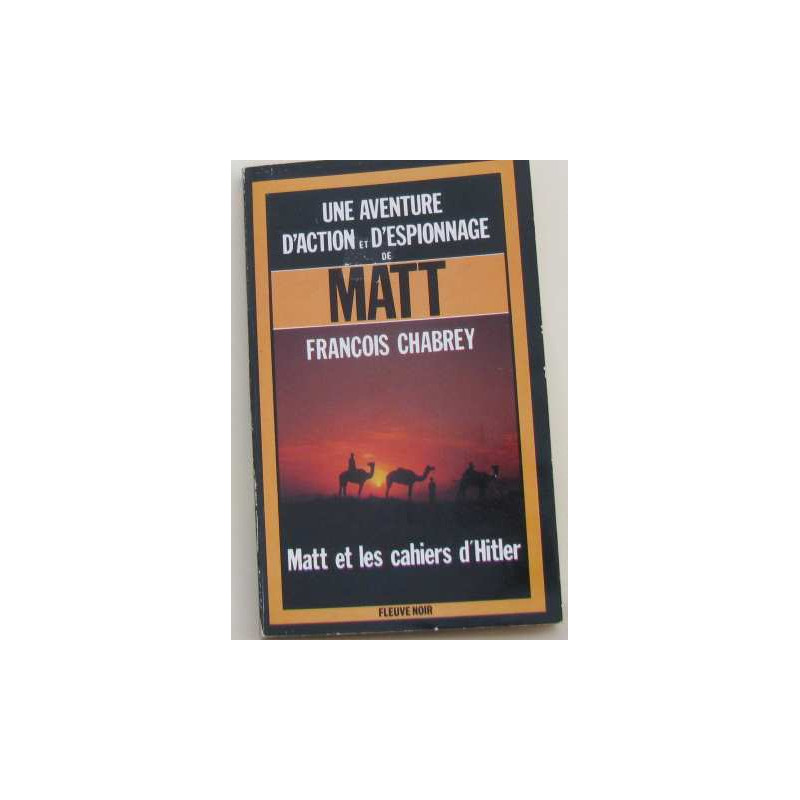 UNE AVENTURE
D'ACTION ET D'ESPIONNAGE
DE
MATT
FRANCOIS CHABREY
Matt et les cahiers d'Hitler
FLEUVE NOIR